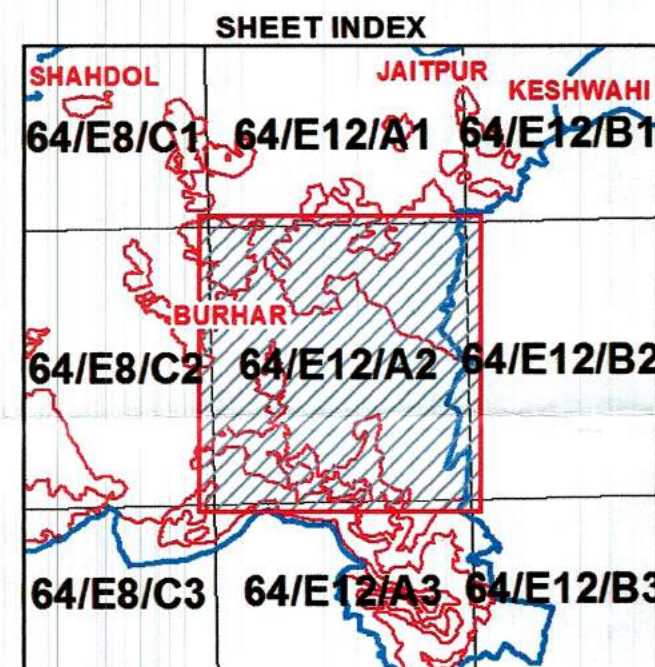 SHEET INDEX
SHAHDOL
JAITPUR
KESHWAHI
64/E8/C1
64/E12/A1
64/E12/B1
BURHAR
64/E8/C2
64/E12/A2
64/E12/B2
64/E8/C3
64/E12/A3
64/E12/B3